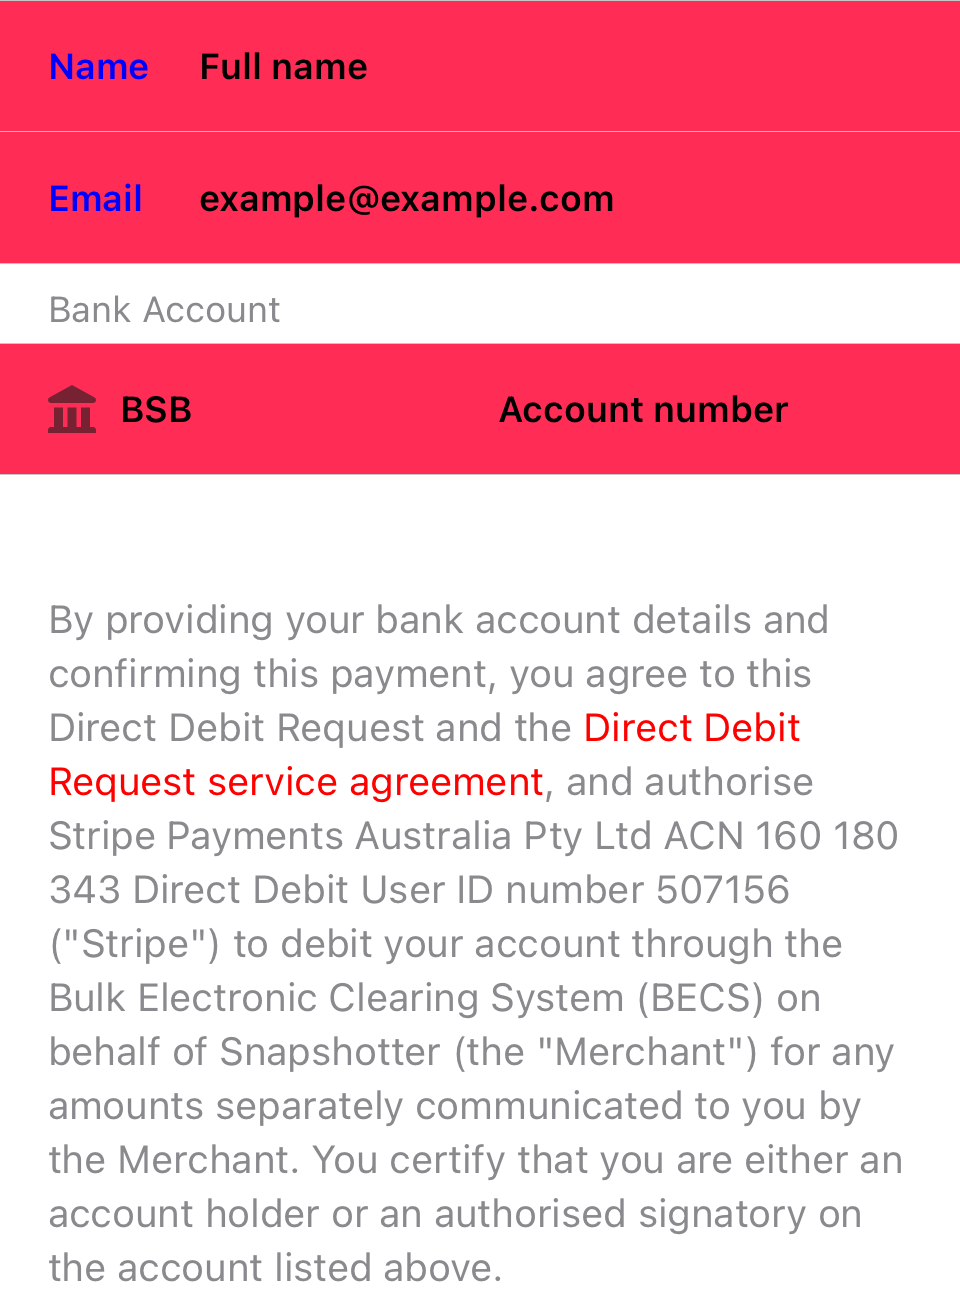 Name Full name
Email example@example.com
Bank Account
BSB Account number
By providing your bank account details and
confirming this payment, you agree to this
Direct Debit Request and the Direct Debit
Request service agreement, and authorise
Stripe Payments Australia Pty Ltd ACN 160 180
343 Direct Debit User ID number 507156
("Stripe") to debit your account through the
Bulk Electronic Clearing System (BECS) on
behalf of Snapshotter (the "Merchant") for any
amounts separately communicated to you by
the Merchant. You certify that you are either an
account holder or an authorised signatory on
the account listed above.